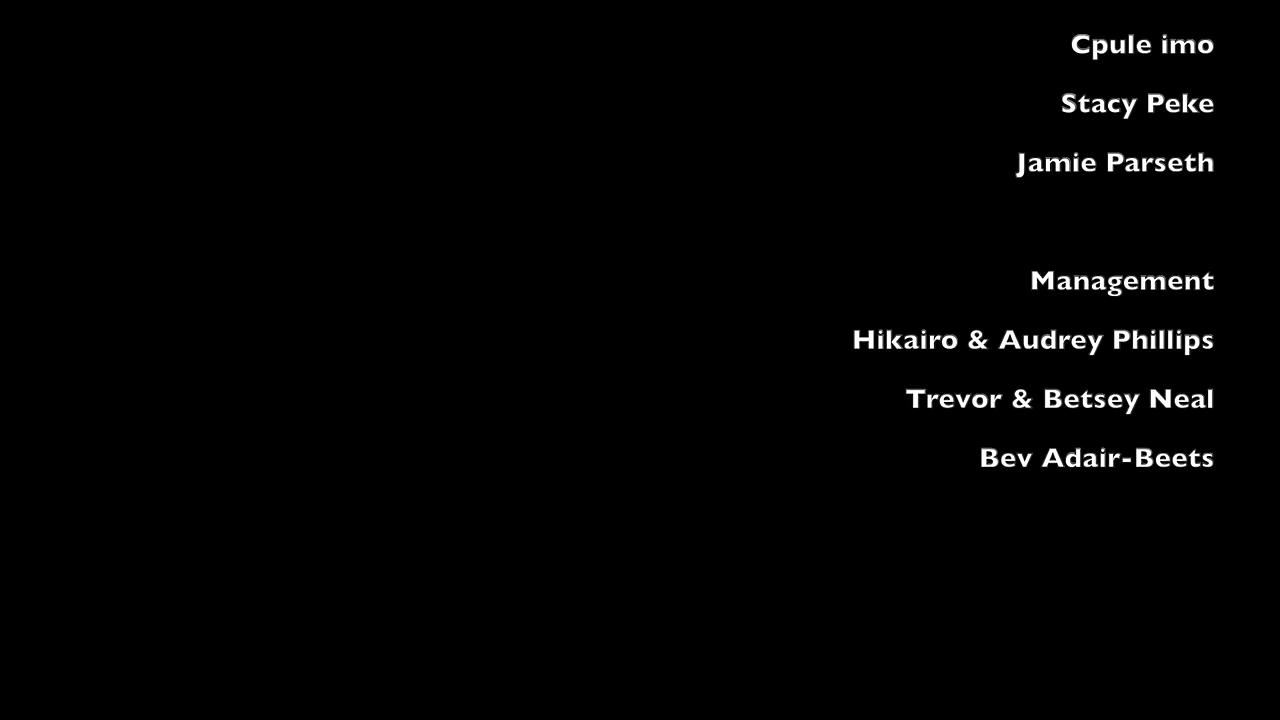 Cpule imo
Stacy Peke
Jamie Parseth
Management
Hikairo & Audrey Phillips
Trevor & Betsey Neal
Bev Adair-Beets